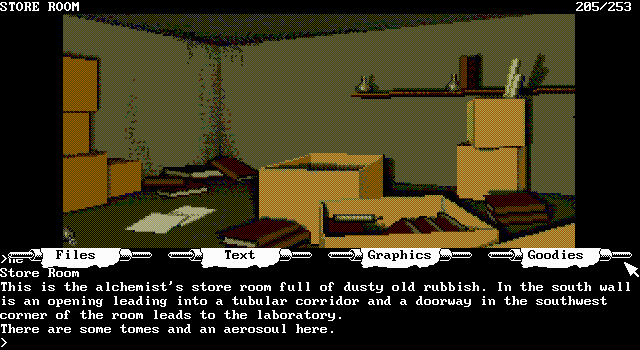 STORE ROOM 205/253
>ne
Files Text Graphics Goodies
Store Room
This is the alchemist's store room full of dusty old rubbish. In the south wall
is an opening leading into a tubular corridor and a doorway in the southwest
corner of the room leads to the laboratory.
There are some tomes and an aerosoul here.
>